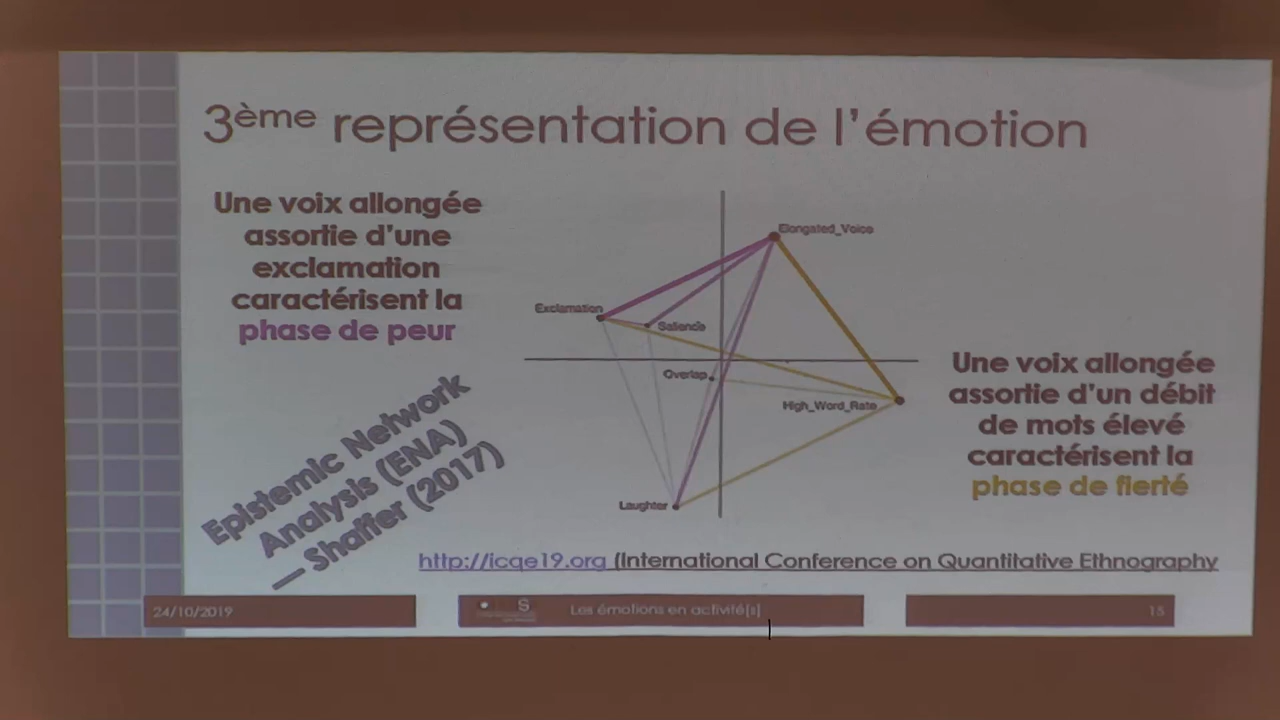 3ème représentation de l'émotion
Une voix allongée
assortie d'une
exclamation
caractérisent la
phase de peur
Elongated_Voice
Exclamation
Salience
Overlap
High_Word_Rate
Laughter
Une voix allongée
assortie d'un débit
de mots élevé
caractérisent la
phase de fierté
Epistemic Network
Analysis (ENA)
— Shaffer (2017)
http://icqe19.org (International Conference on Quantitative Ethnography
24/10/2019
Les émotions en activité[s]
15